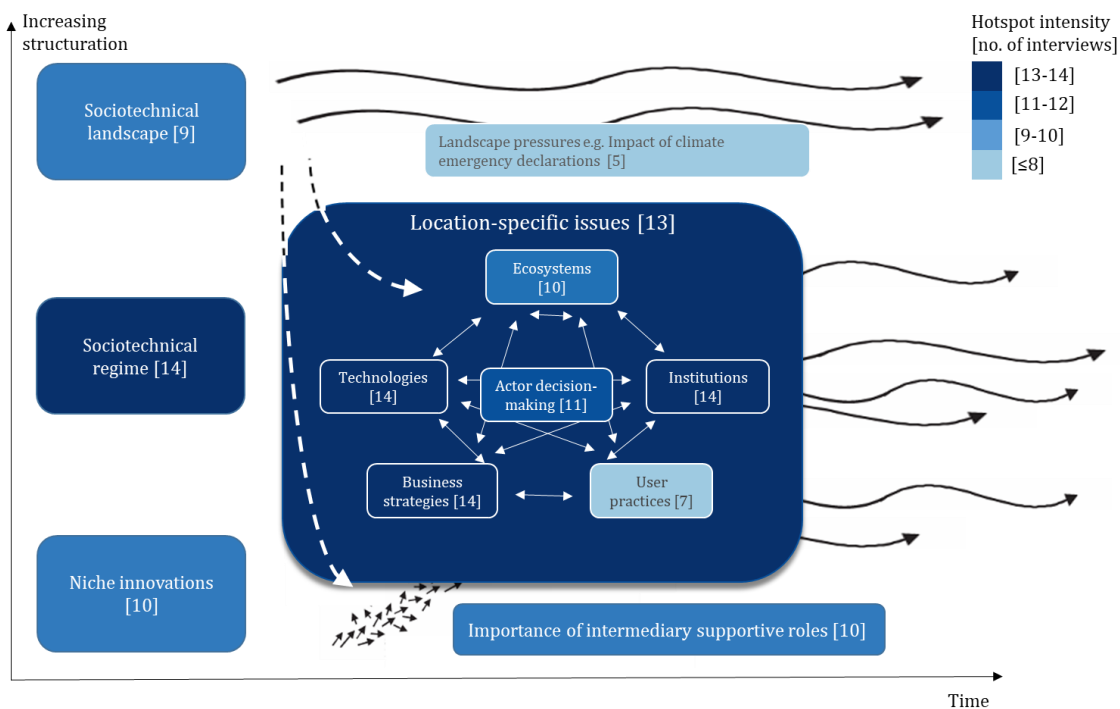 Increasing
structuration
Hotspot intensity
[no. of interviews]
[13-14]
[11-12]
[9-10]
[≤8]
Sociotechnical
landscape [9]
Landscape pressures e.g. Impact of climate
emergency declarations [5]
Location-specific issues [13]
Ecosystems
[10]
Sociotechnical
regime [14]
Technologies
[14]
Actor decision-
making [11]
Institutions
[14]
Business
strategies [14]
User
practices [7]
Niche innovations
[10]
Importance of intermediary supportive roles [10]
Time